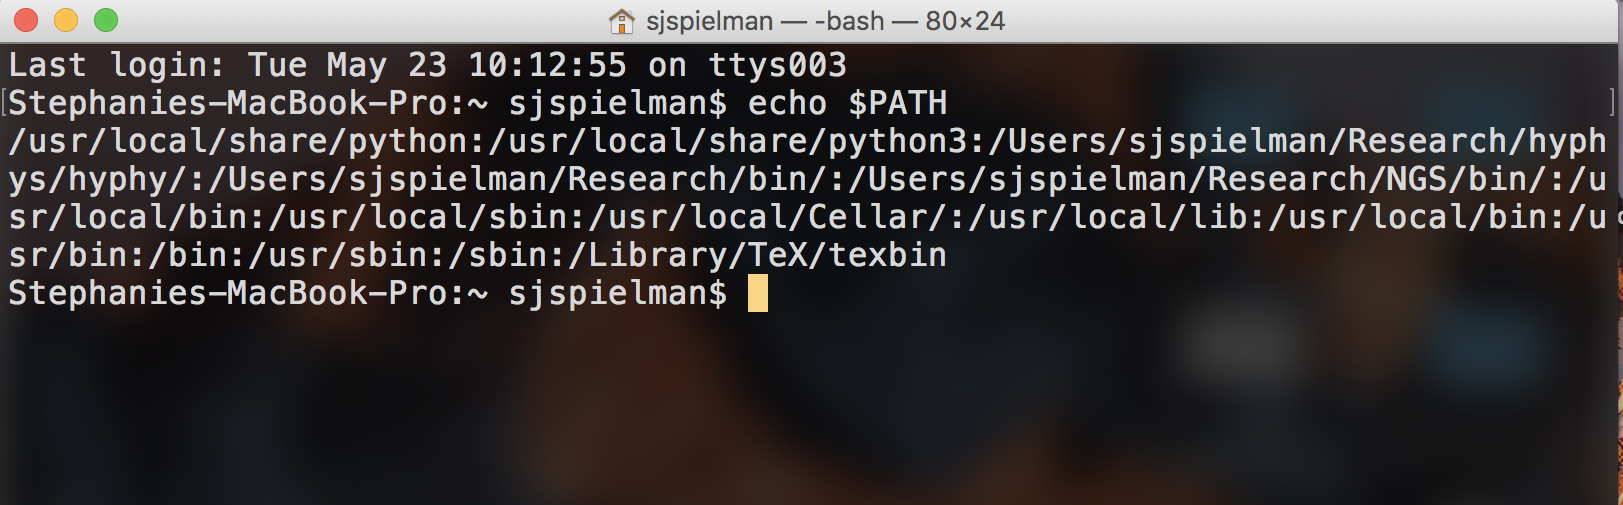 sjspielman — -bash — 80×24
Last login: Tue May 23 10:12:55 on ttys003
Stephanies-MacBook-Pro:~ sjspielman$ echo $PATH
/usr/local/share/python:/usr/local/share/python3:/Users/sjspielman/Research/hyph
ys/hyphy/:/Users/sjspielman/Research/bin/:/Users/sjspielman/Research/NGS/bin/:/u
sr/local/bin:/usr/local/sbin:/usr/local/Cellar/:/usr/local/lib:/usr/local/bin:/u
sr/bin:/bin:/usr/sbin:/sbin:/Library/TeX/texbin
Stephanies-MacBook-Pro:~ sjspielman$